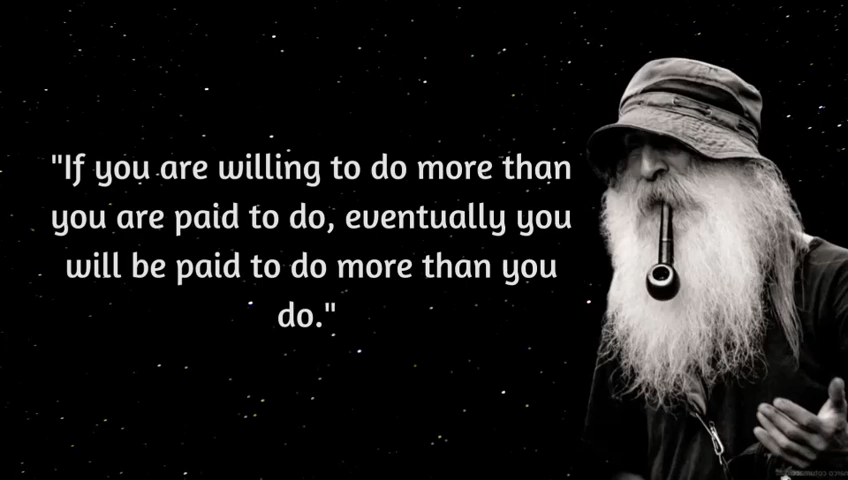 "If you are willing to do more than
you are paid to do, eventually you
will be paid to do more than you
do."